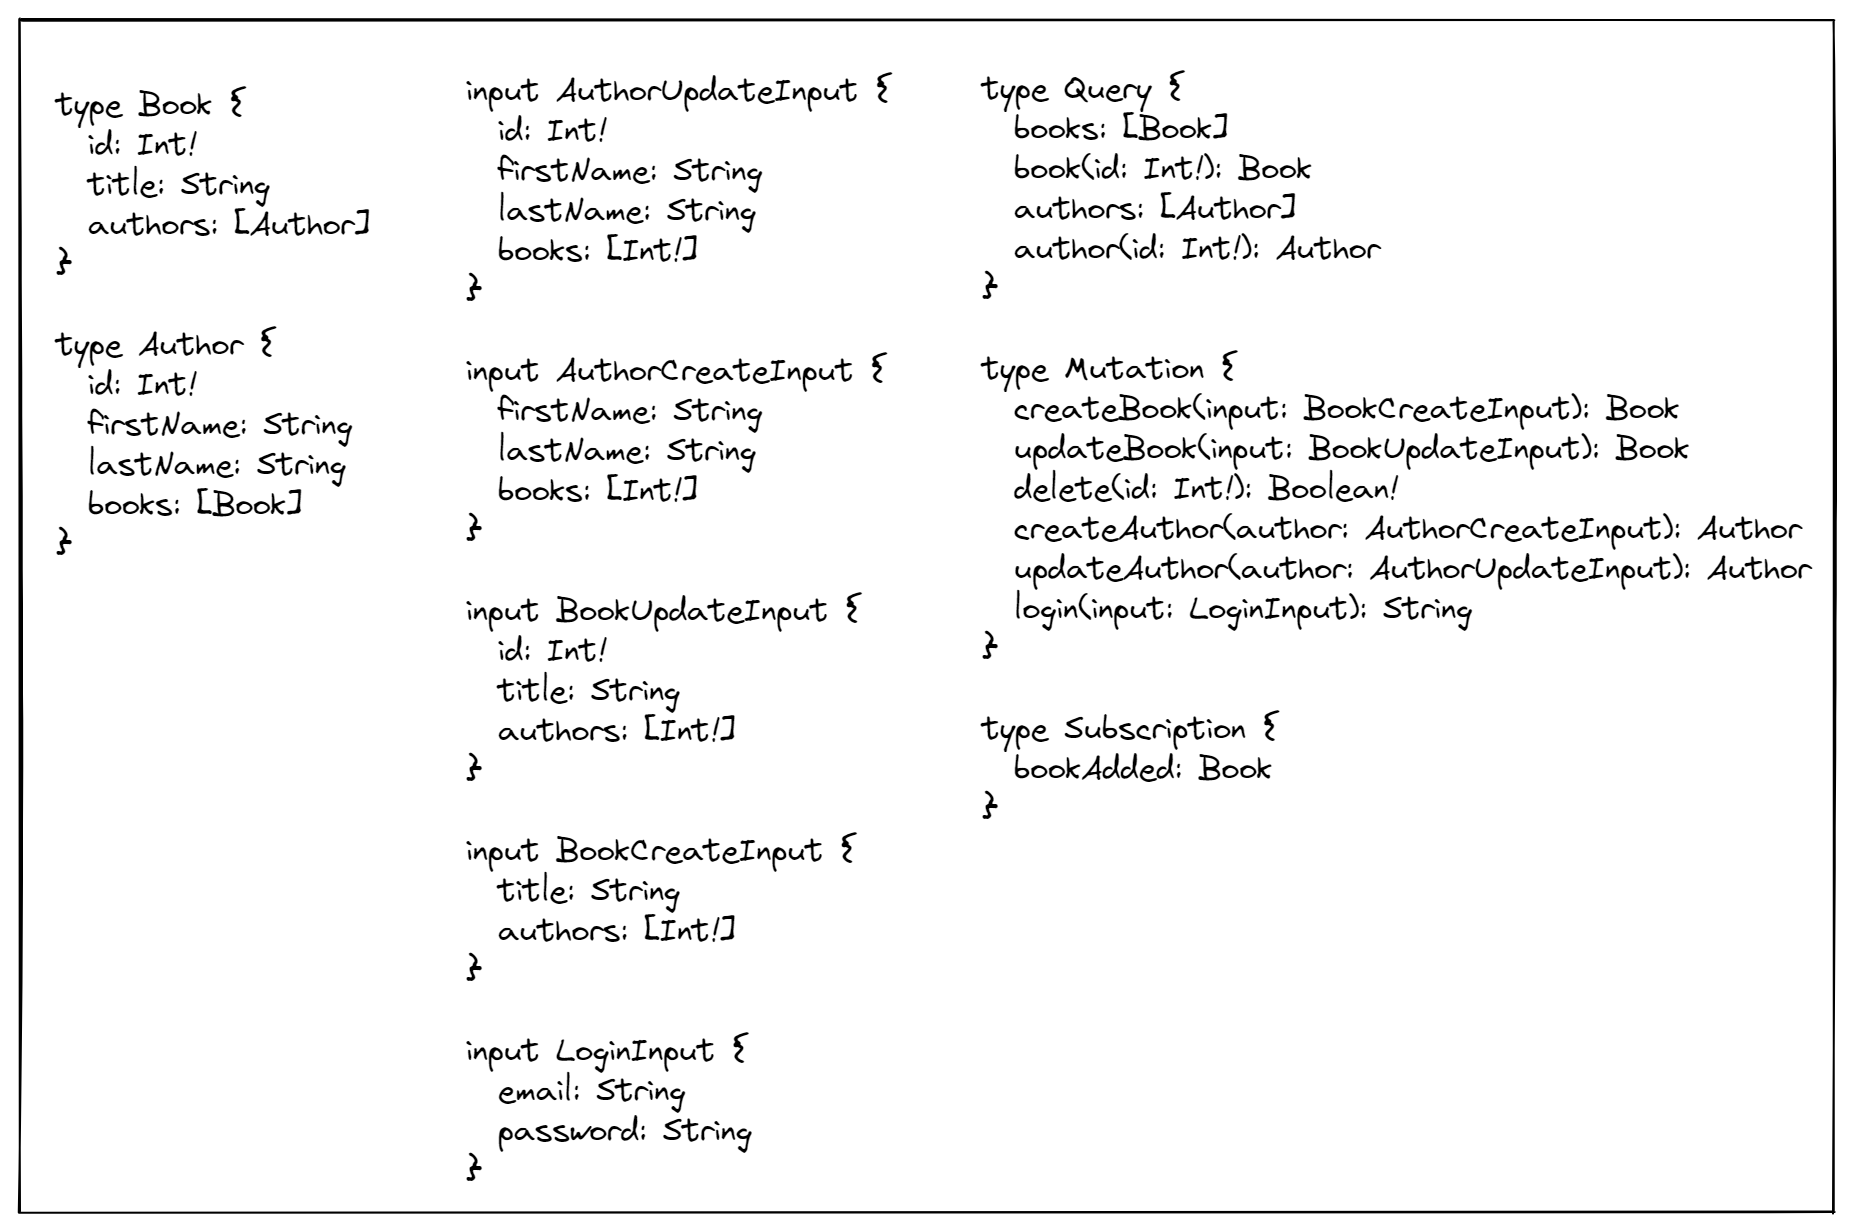 type Book {
id: Int!
title: String
authors: [Author]
}
type Author {
id: Int!
firstName: String
lastName: String
books: [Book]
}
input AuthorUpdateInput {
id: Int!
firstName: String
lastName: String
books: [Int!]
}
input AuthorCreateInput {
firstName: String
lastName: String
books: [Int!]
}
input BookUpdateInput {
id: Int!
title: String
authors: [Int!]
}
input BookCreateInput {
title: String
authors: [Int!]
}
input LoginInput {
email: String
password: String
}
type Query {
books: [Book]
book(id: Int!): Book
authors: [Author]
author(id: Int!): Author
}
type Mutation {
createBook(input: BookCreateInput): Book
updateBook(input: BookUpdateInput): Book
delete(id: Int!): Boolean!
createAuthor(author: AuthorCreateInput): Author
updateAuthor(author: AuthorUpdateInput): Author
login(input: LoginInput): String
}
type Subscription {
bookAdded: Book
}